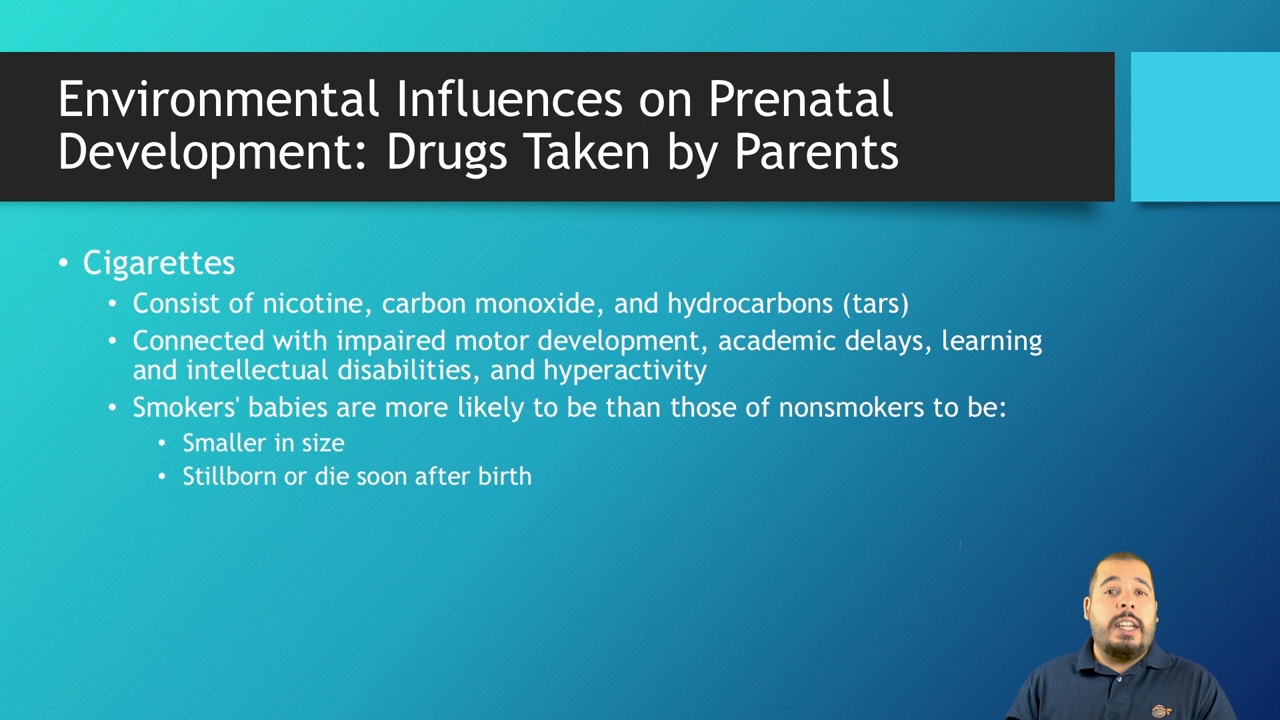 Environmental Influences on Prenatal
Development: Drugs Taken by Parents
• Cigarettes
• Consist of nicotine, carbon monoxide, and hydrocarbons (tars)
• Connected with impaired motor development, academic delays, learning
and intellectual disabilities, and hyperactivity
• Smokers' babies are more likely to be than those of nonsmokers to be:
• Smaller in size
• Stillborn or die soon after birth